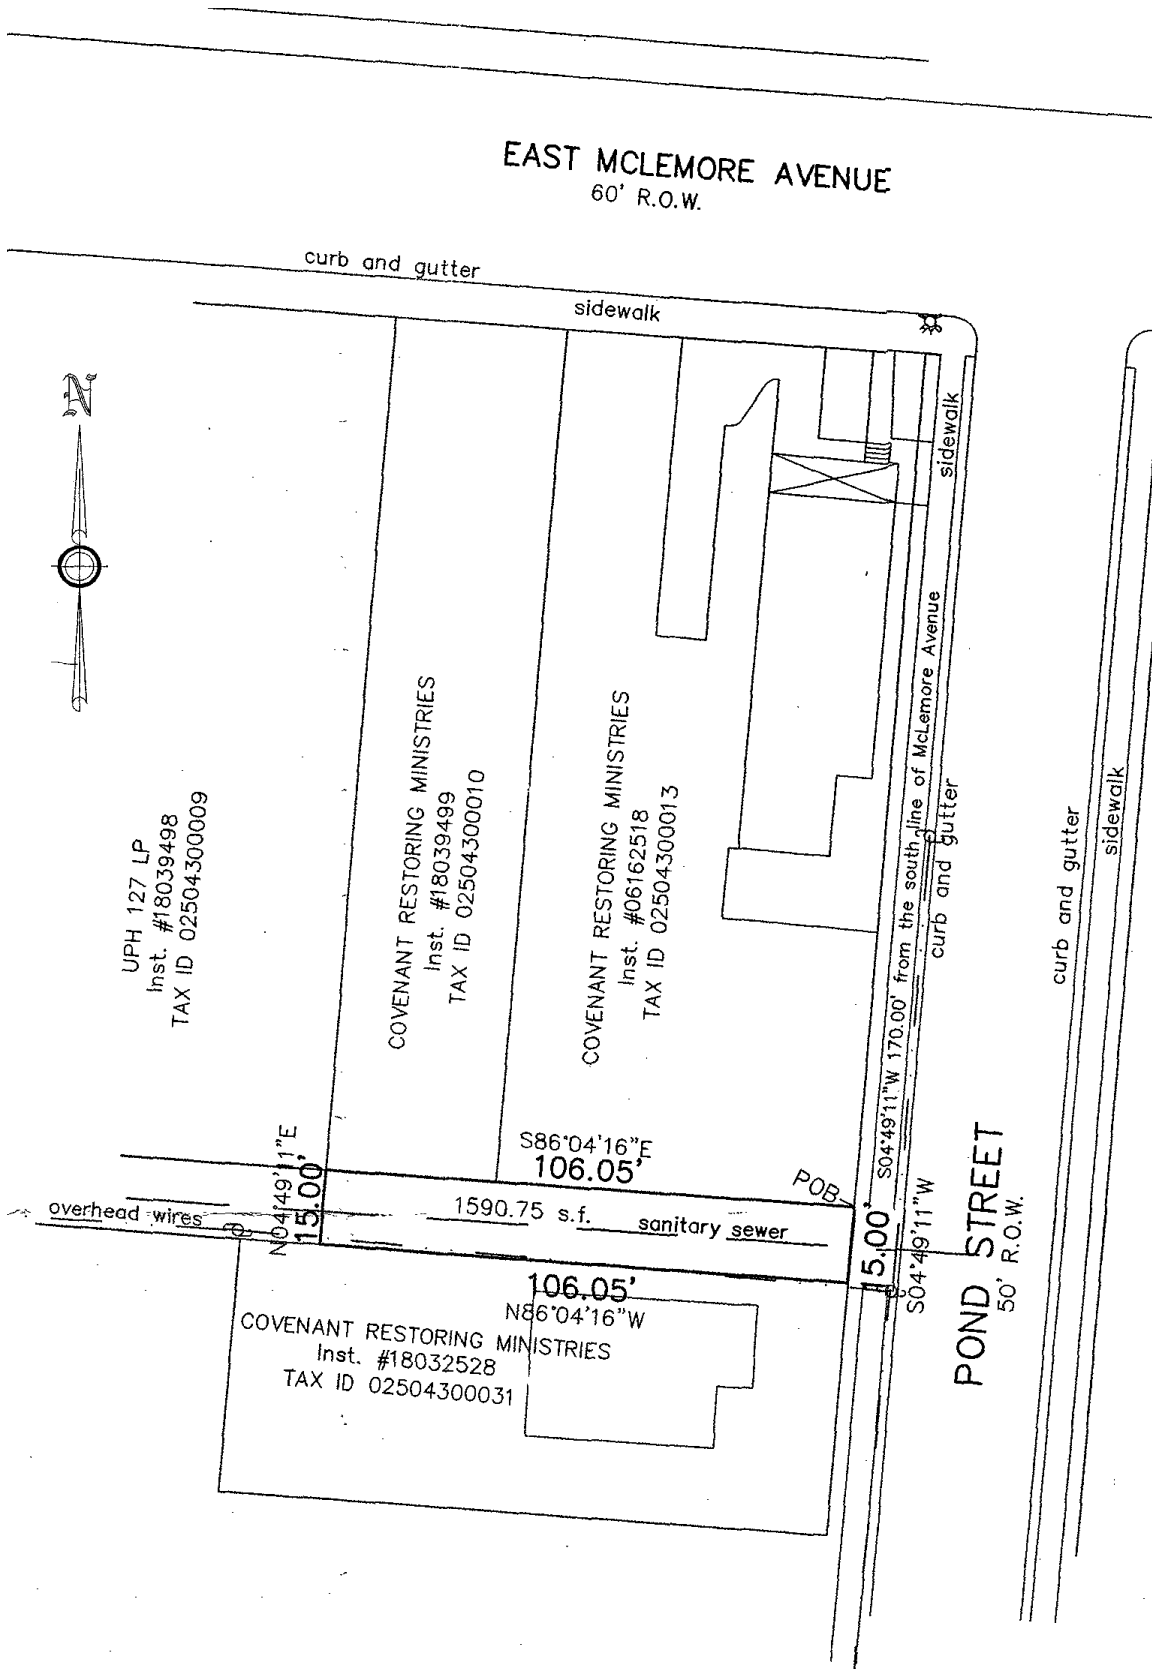 EAST MCLEMORE AVENUE
60' R.O.W.
curb and gutter
sidewalk
N
sidewalk
S04°49'11"W 170.00' from the south line of McLemore Avenue
curb and gutter
curb and gutter
sidewalk
UPH 127 LP
Inst. #18039498
TAX ID 02504300009
COVENANT RESTORING MINISTRIES
Inst. #18039499
TAX ID 02504300010
COVENANT RESTORING MINISTRIES
Inst. #06162518
TAX ID 02504300013
S86°04'16"E
106.05'
POB
N04°49'11"E
15.00'
overhead wires
1590.75 s.f.
sanitary sewer
15.00'
S04°49'11"W
POND STREET
50' R.O.W.
106.05'
N86°04'16"W
COVENANT RESTORING MINISTRIES
Inst. #18032528
TAX ID 02504300031